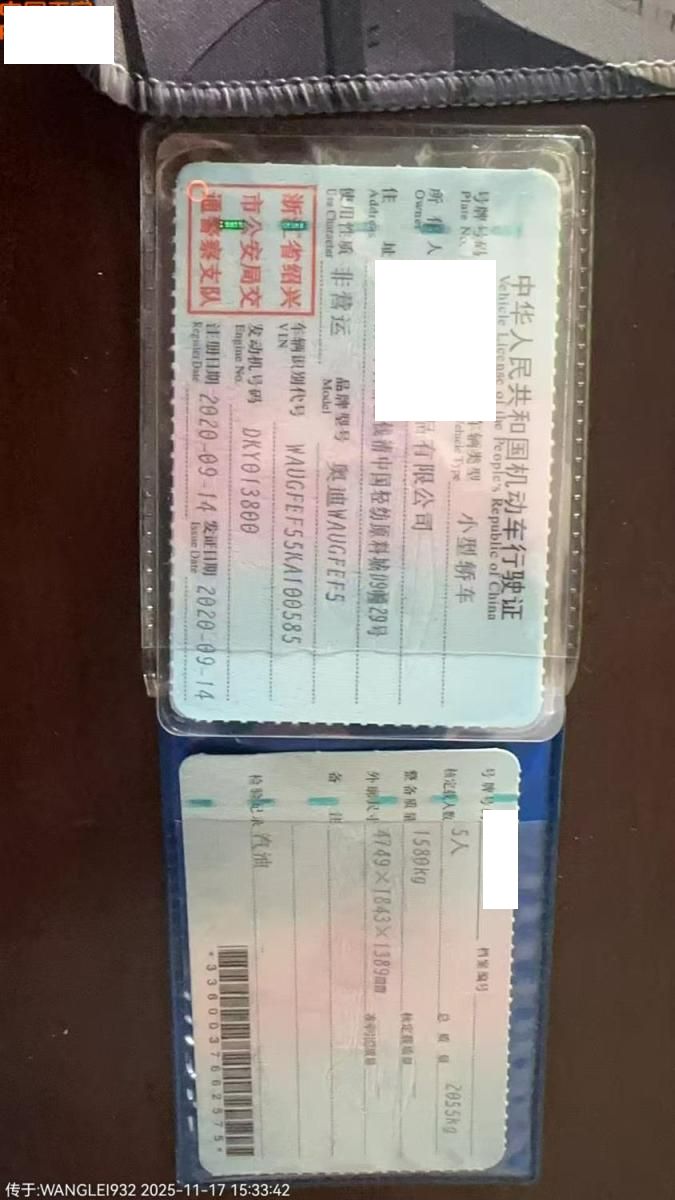 中华人民共和国机动车行驶证
Vehicle License of the People's Republic of China
号牌号码
Plate No.
车辆类型
Vehicle Type
小型轿车
所有人
Owner
品有限公司
住 址
Address
中国轻纺原料城09幢29号
使用性质
Use Character
非营运
品牌型号
Model
奥迪WAUGFEF5
浙江省绍兴
市公安局交
通警察支队
车辆识别代号
VIN
WAUGFEF55KA100585
发动机号码
Engine No.
DKY013800
注册日期
Register Date
2020-09-14
发证日期
Issue Date
2020-09-14
号牌号
档案编号
核定载人数
5人
总 质 量
2055kg
整备质量
1580kg
核定载质量
外廓尺寸
4749×1843×1389mm
准牵引总质量
备 注
检验记录
汽油
*3360037662575*
传于:WANGLEI932 2025-11-17 15:33:42